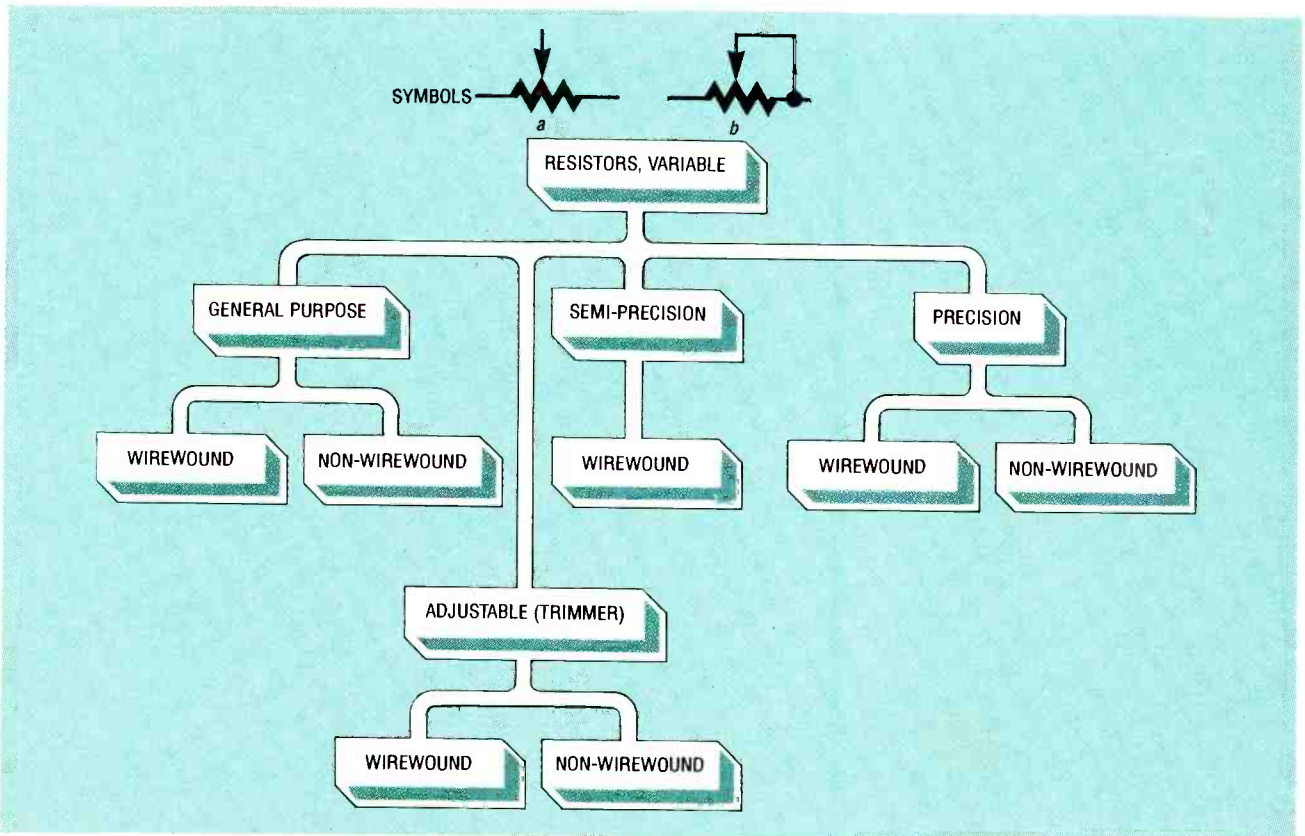 SYMBOLS
a
b
RESISTORS, VARIABLE
GENERAL PURPOSE
SEMI-PRECISION
PRECISION
WIREWOUND
NON-WIREWOUND
WIREWOUND
WIREWOUND
NON-WIREWOUND
ADJUSTABLE (TRIMMER)
WIREWOUND
NON-WIREWOUND